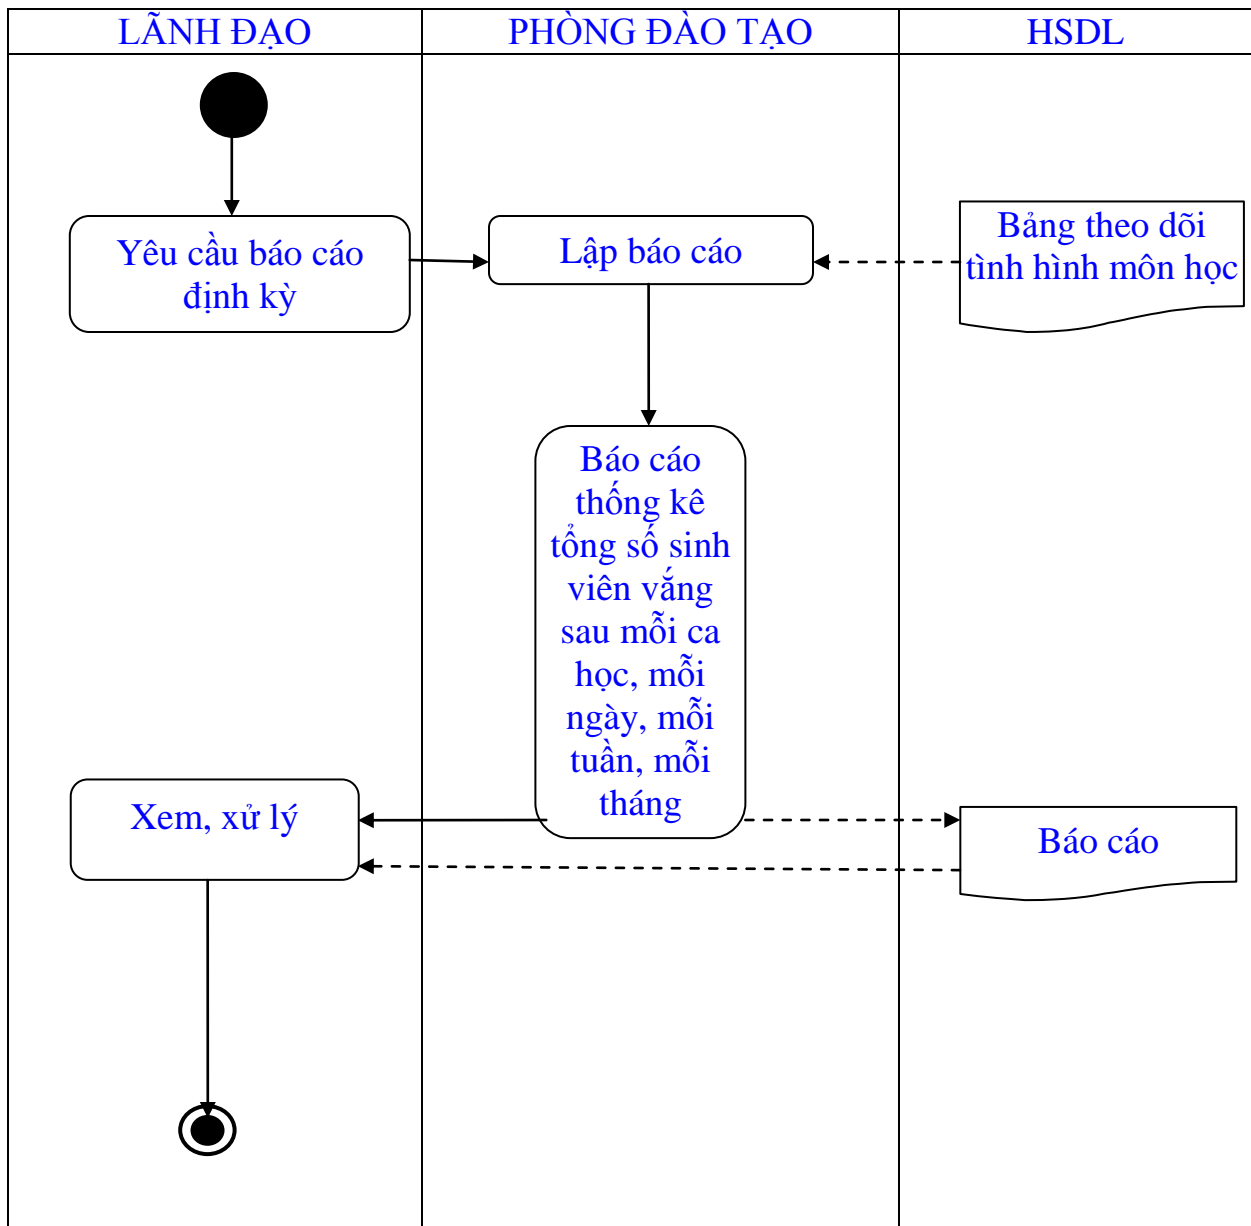 LÃNH ĐẠO
PHÒNG ĐÀO TẠO
HSDL
Yêu cầu báo cáo
định kỳ
Lập báo cáo
Bảng theo dõi
tình hình môn học
Báo cáo
thống kê
tổng số sinh
viên vắng
sau mỗi ca
học, mỗi
ngày, mỗi
tuần, mỗi
tháng
Xem, xử lý
Báo cáo